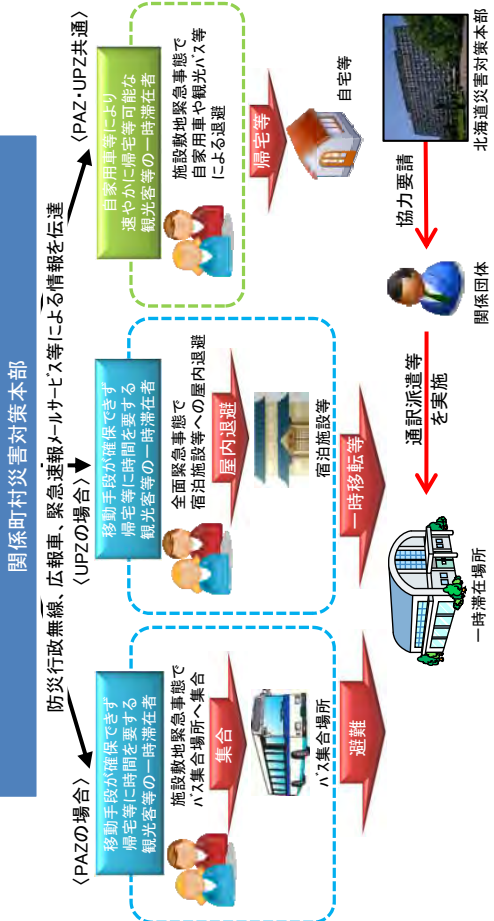 関係町村災害対策本部
防災行政無線、広報車、緊急速報メールサービス等による情報を伝達
〈PAZの場合〉
移動手段が確保できず
帰宅等に時間を要する
観光客等の一時滞在者
施設敷地緊急事態で
バス集合場所へ集合
集合
バス集合場所
避難
〈UPZの場合〉
移動手段が確保できず
帰宅等に時間を要する
観光客等の一時滞在者
全面緊急事態で
宿泊施設等への屋内退避
屋内退避
宿泊施設等
一時移転等
〈PAZ・UPZ共通〉
自家用車等により
速やかに帰宅等可能な
観光客等の一時滞在者
施設敷地緊急事態で
自家用車や観光バス等
による退避
帰宅等
自宅等
一時滞在場所
通訳派遣等
を実施
関係団体
協力要請
北海道災害対策本部